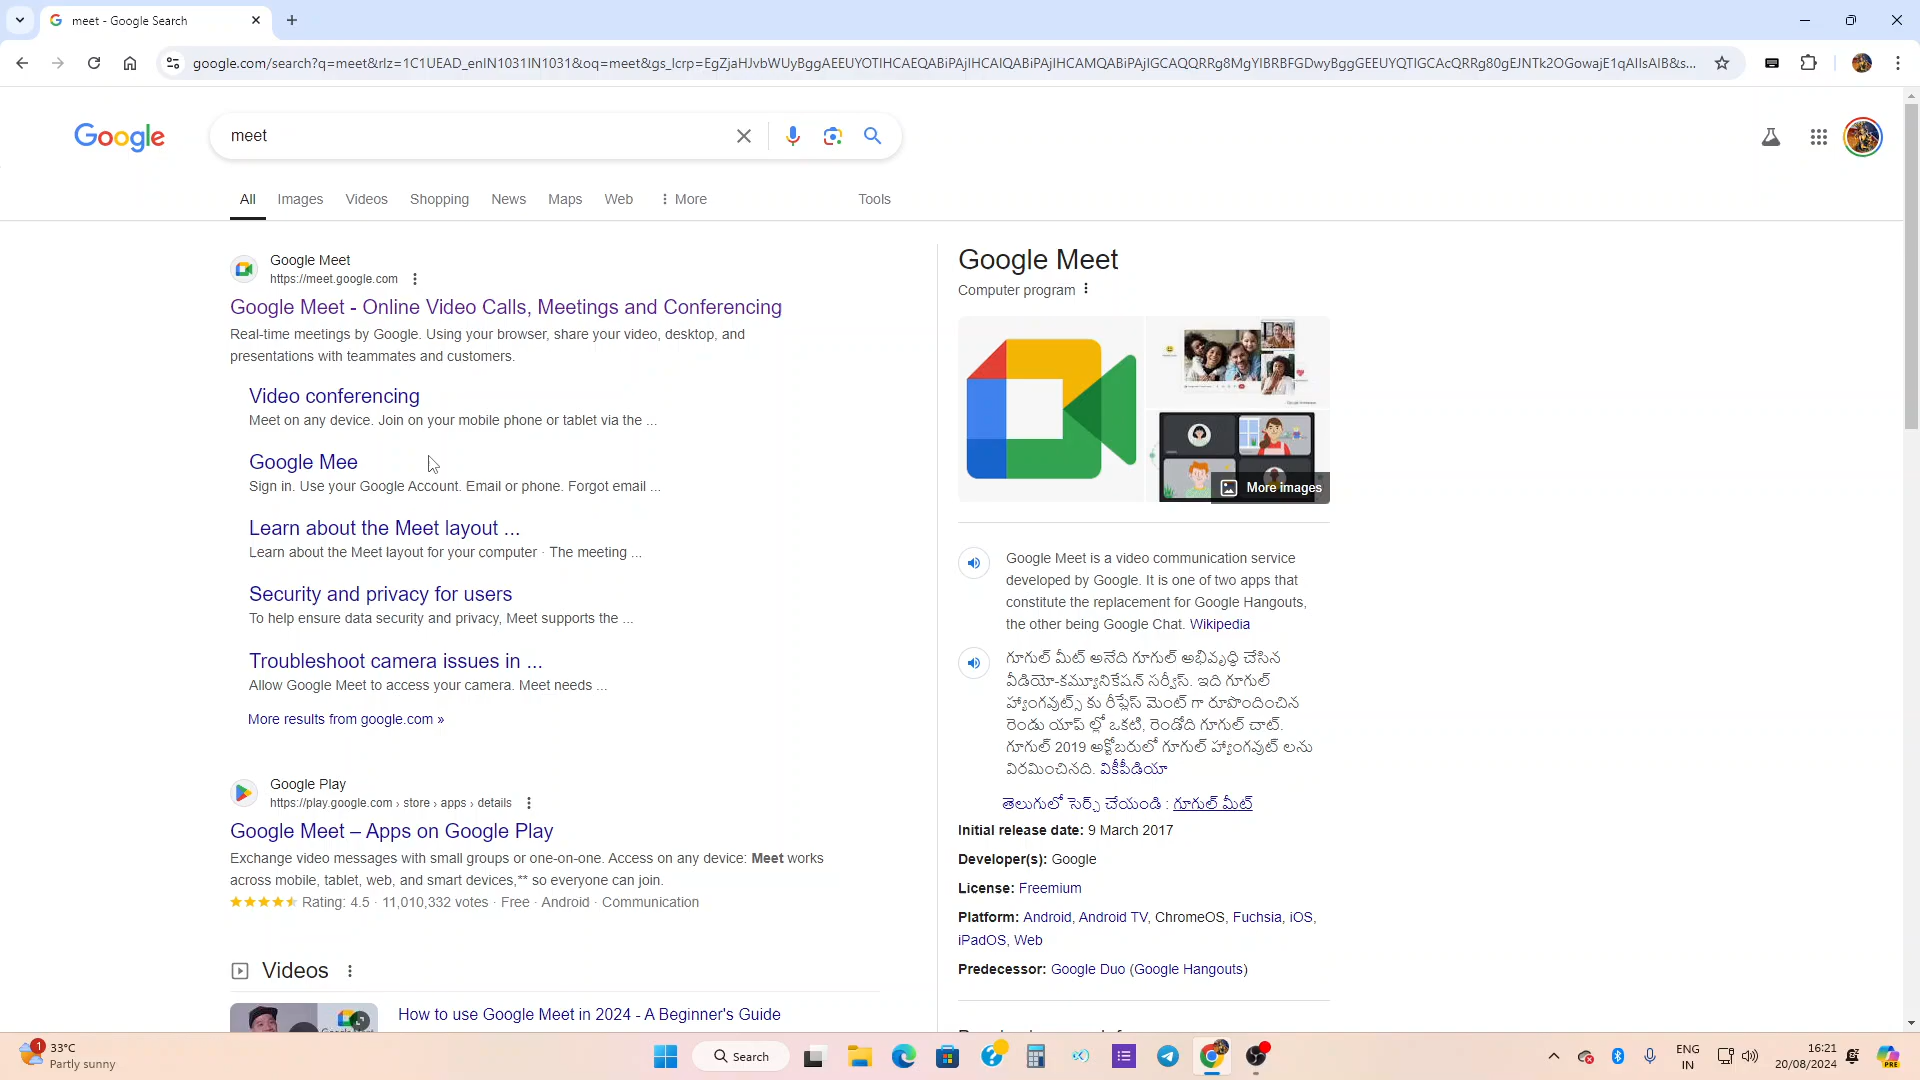 meet - Google Search
google.com/search?q=meet&rlz=1C1UEAD_enIN1031IN1031&oq=meet&gs_lcrp=EgZjaHJvbWUyBggAEEUYOTIHCAEQABiPAjIHCAIQABiPAjIHCAMQABiPAjIGCAQQRRg8MgYIBRBFGDwyBggGEEUYQTIGCAcQRRg80gEJNTk2OGowajE1qAIIsAIB&s...
Google
meet
All Images Videos Shopping News Maps Web More Tools
Google Meet
https://meet.google.com
Google Meet - Online Video Calls, Meetings and Conferencing
Real-time meetings by Google. Using your browser, share your video, desktop, and
presentations with teammates and customers.
Video conferencing
Meet on any device. Join on your mobile phone or tablet via the ...
Google Mee
Sign in. Use your Google Account. Email or phone. Forgot email ...
Learn about the Meet layout ...
Learn about the Meet layout for your computer · The meeting ...
Security and privacy for users
To help ensure data security and privacy, Meet supports the ...
Troubleshoot camera issues in ...
Allow Google Meet to access your camera. Meet needs ...
More results from google.com »
Google Play
https://play.google.com › store › apps › details
Google Meet – Apps on Google Play
Exchange video messages with small groups or one-on-one. Access on any device: Meet works
across mobile, tablet, web, and smart devices,** so everyone can join.
Rating: 4.5 · 11,010,332 votes · Free · Android · Communication
Videos
How to use Google Meet in 2024 - A Beginner's Guide
Google Meet
Computer program
More images
Google Meet is a video communication service
developed by Google. It is one of two apps that
constitute the replacement for Google Hangouts,
the other being Google Chat. Wikipedia
గూగుల్ మీట్ అనేది గూగుల్ అభివృద్ధి చేసిన
వీడియో-కమ్యూనికేషన్ సర్వీస్. ఇది గూగుల్
హ్యాంగవుట్స్ కు రీప్లేస్ మెంట్ గా రూపొందించిన
రెండు యాప్ ల్లో ఒకటి, రెండోది గూగుల్ చాట్.
గూగుల్ 2019 అక్టోబరులో గూగుల్ హ్యాంగవుట్ లను
విరమించినది. వికీపీడియా
తెలుగులో సెర్చ్ చేయండి : గూగుల్ మీట్
Initial release date: 9 March 2017
Developer(s): Google
License: Freemium
Platform: Android, Android TV, ChromeOS, Fuchsia, iOS,
iPadOS, Web
Predecessor: Google Duo (Google Hangouts)
1
33°C
Partly sunny
Search
ENG
IN
16:21
20/08/2024
PRE